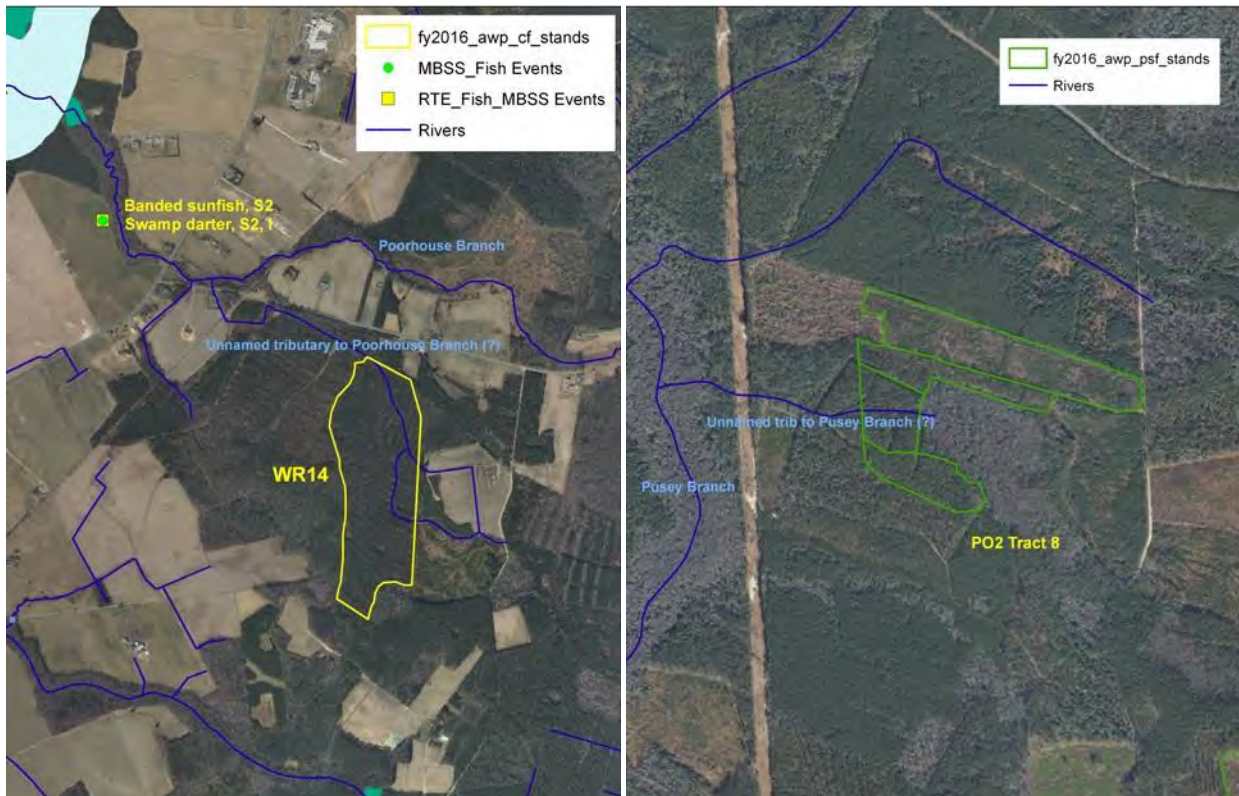 fy2016_awp_cf_stands
MBSS_Fish Events
RTE_Fish_MBSS Events
Rivers
Banded sunfish, S2
Swamp darter, S2, 1
Poorhouse Branch
Unnamed tributary to Poorhouse Branch (?)
WR14
fy2016_awp_psf_stands
Rivers
Unnamed trib to Pusey Branch (?)
Pusey Branch
PO2 Tract 8